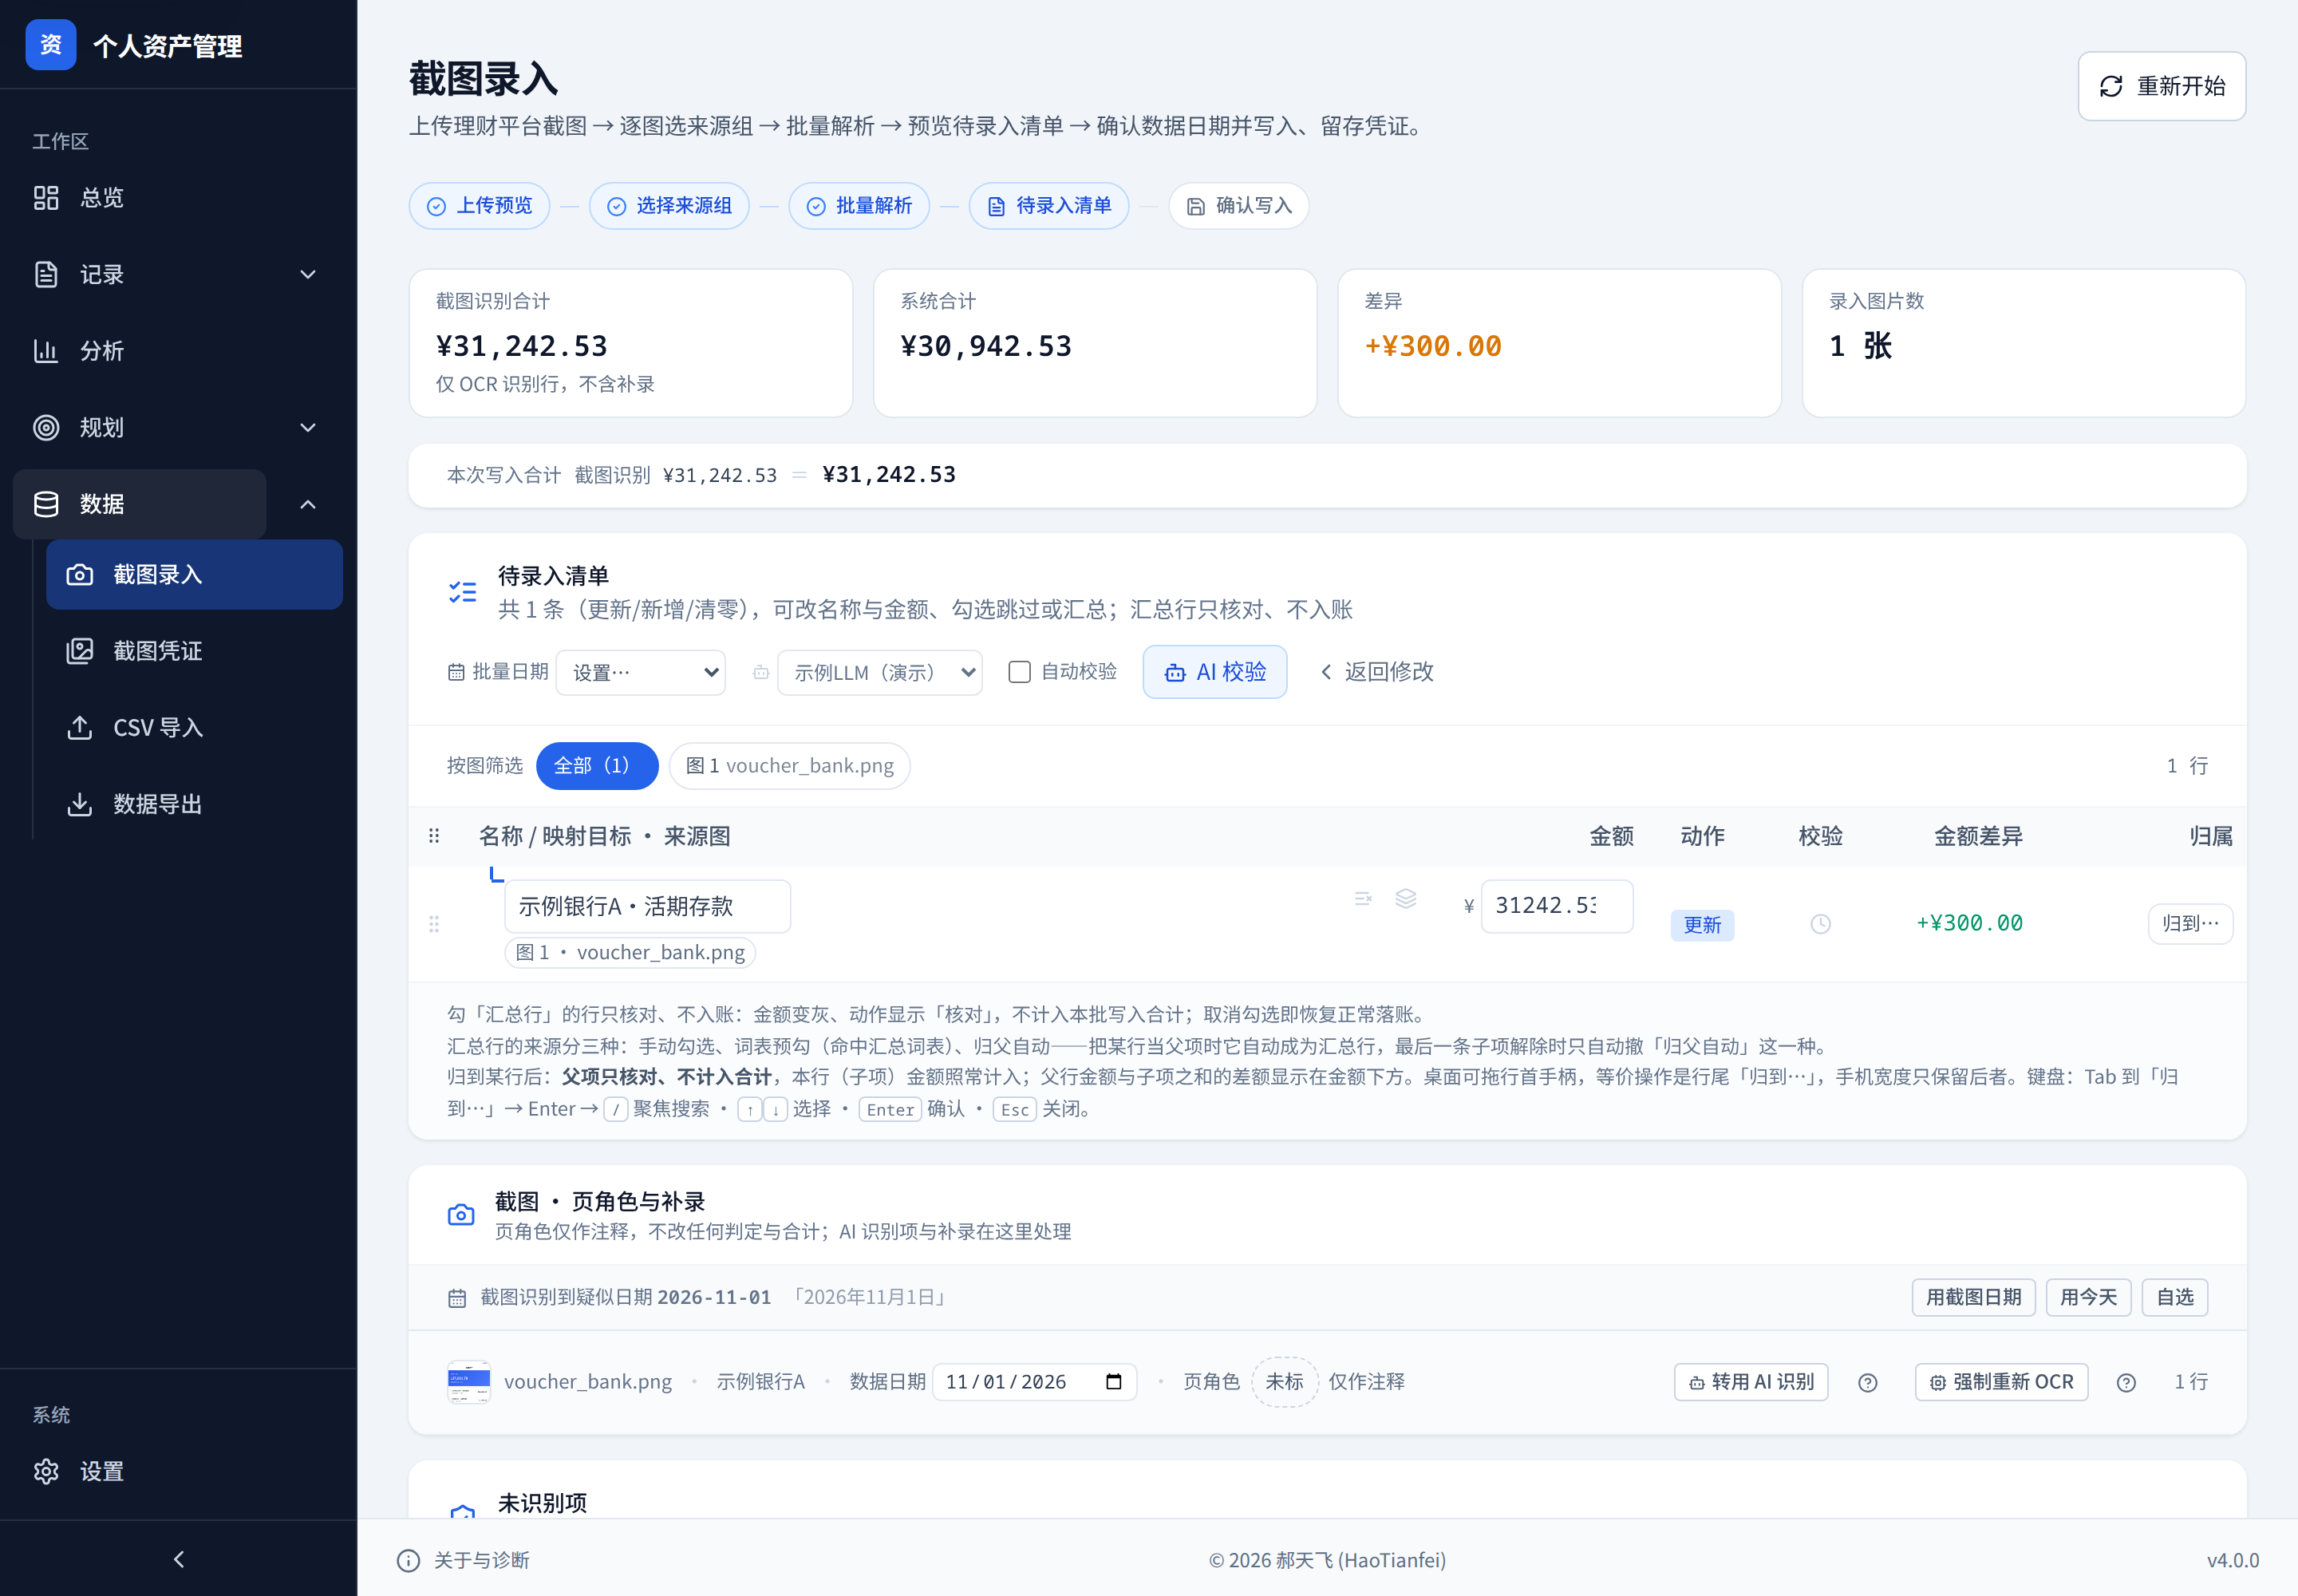 资 个人资产管理
工作区
总览
记录
分析
规划
数据
截图录入
截图凭证
CSV 导入
数据导出
系统
设置
截图录入
上传理财平台截图 → 逐图选来源组 → 批量解析 → 预览待录入清单 → 确认数据日期并写入、留存凭证。
重新开始
上传预览 选择来源组 批量解析 待录入清单 确认写入
截图识别合计
¥31,242.53
仅 OCR 识别行，不含补录
系统合计
¥30,942.53
差异
+¥300.00
录入图片数
1 张
本次写入合计 截图识别 ¥31,242.53 = ¥31,242.53
待录入清单
共 1 条（更新/新增/清零），可改名称与金额、勾选跳过或汇总；汇总行只核对、不入账
批量日期 设置… 示例LLM（演示） 自动校验 AI 校验 返回修改
按图筛选 全部（1） 图 1 voucher_bank.png 1 行
名称 / 映射目标 · 来源图 金额 动作 校验 金额差异 归属
示例银行A · 活期存款 ¥ 31242.53 更新 +¥300.00 归到…
图 1 · voucher_bank.png
勾「汇总行」的行只核对、不入账：金额变灰、动作显示「核对」，不计入本批写入合计；取消勾选即恢复正常落账。
汇总行的来源分三种：手动勾选、词表预勾（命中汇总词表）、归父自动——把某行当父项时它自动成为汇总行，最后一条子项解除时只自动撤「归父自动」这一种。
归到某行后：父项只核对、不计入合计，本行（子项）金额照常计入；父行金额与子项之和的差额显示在金额下方。桌面可拖行首手柄，等价操作是行尾「归到…」，手机宽度只保留后者。键盘：Tab 到「归
到…」→ Enter → / 聚焦搜索 · ↑ ↓ 选择 · Enter 确认 · Esc 关闭。
截图 · 页角色与补录
页角色仅作注释，不改任何判定与合计；AI 识别项与补录在这里处理
截图识别到疑似日期 2026-11-01 「2026年11月1日」 用截图日期 用今天 自选
voucher_bank.png · 示例银行A · 数据日期 11/01/2026 · 页角色 未标 仅作注释 转用 AI 识别 强制重新 OCR 1 行
未识别项
关于与诊断 © 2026 郝天飞 (HaoTianfei) v4.0.0